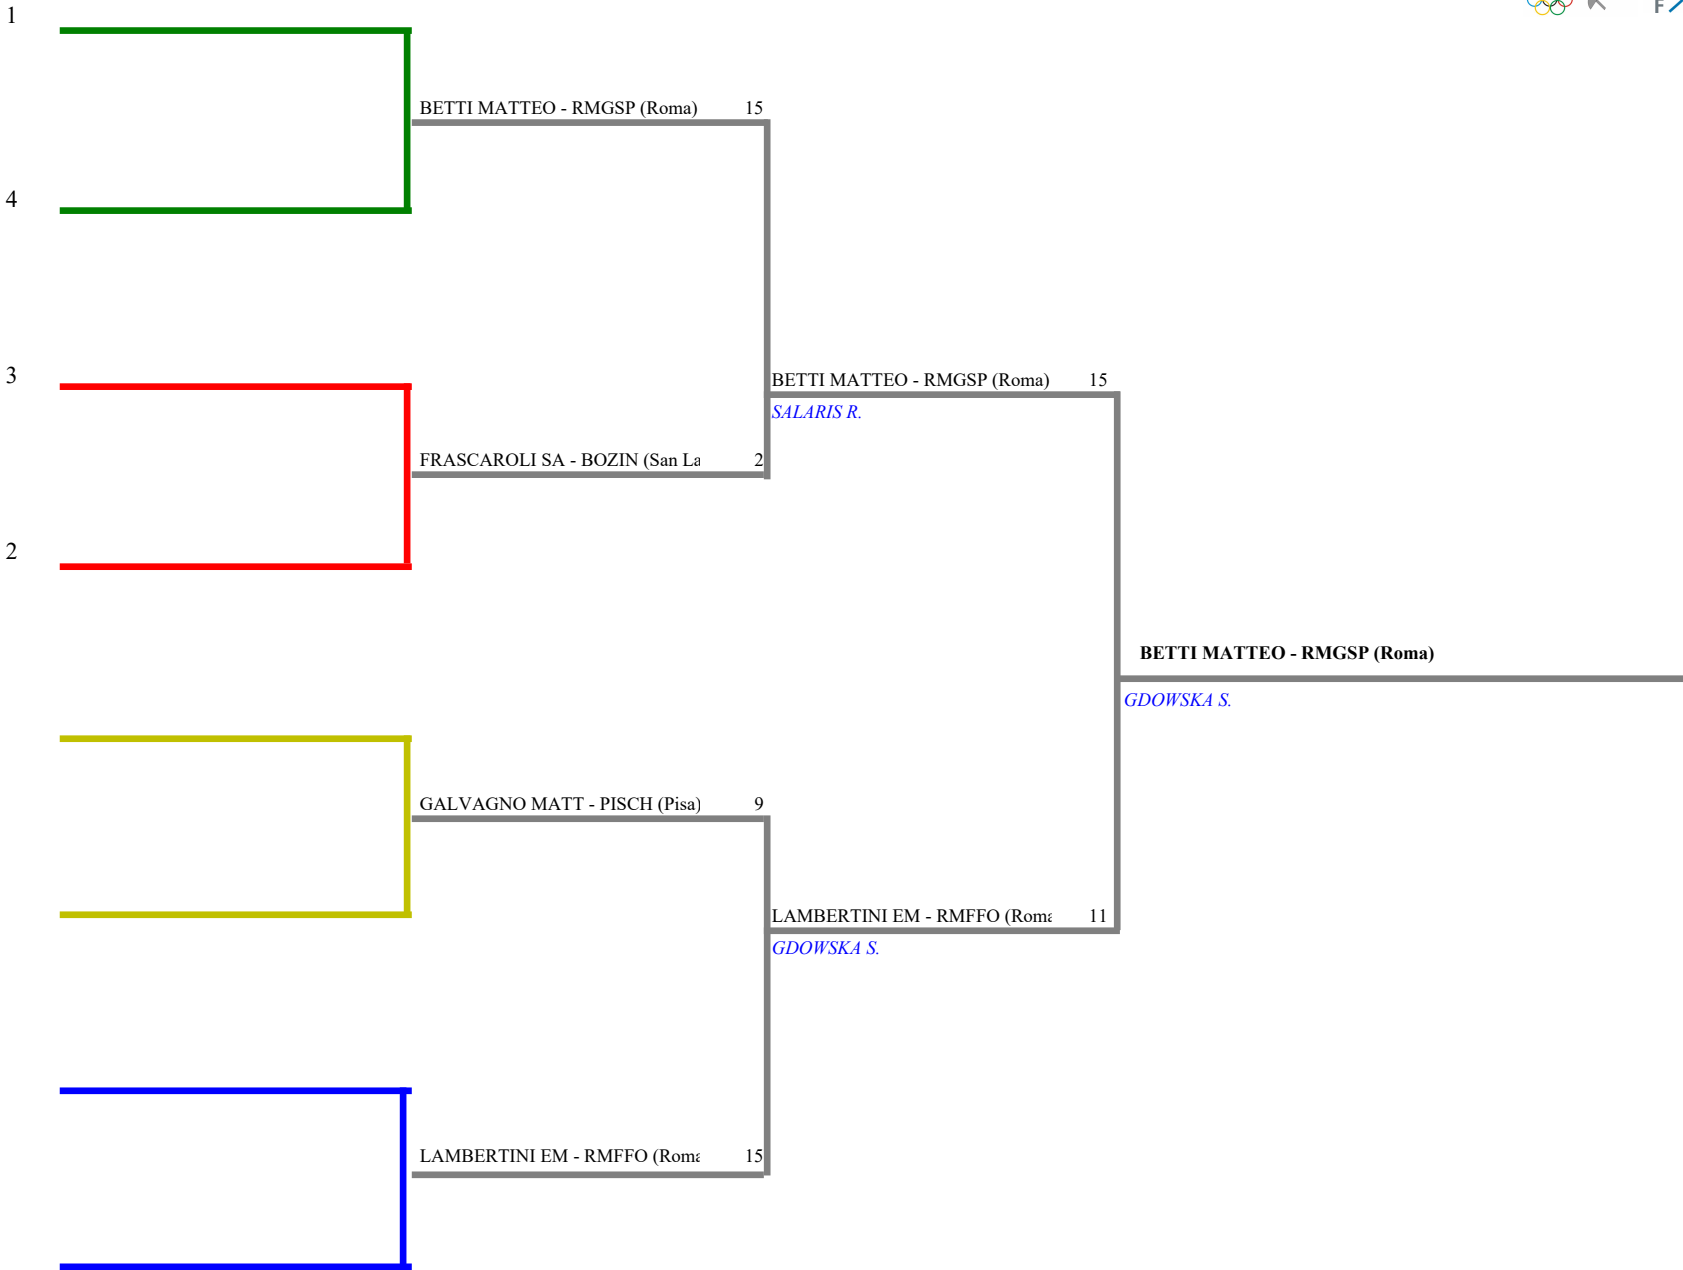 1
F
BETTI MATTEO - RMGSP (Roma) 15
4
3
BETTI MATTEO - RMGSP (Roma) 15
SALARIS R.
FRASCAROLI SA - BOZIN (San La 2
2
BETTI MATTEO - RMGSP (Roma)
GDOWSKA S.
GALVAGNO MATT - PISCH (Pisa) 9
LAMBERTINI EM - RMFFO (Roma 11
GDOWSKA S.
LAMBERTINI EM - RMFFO (Roma 15